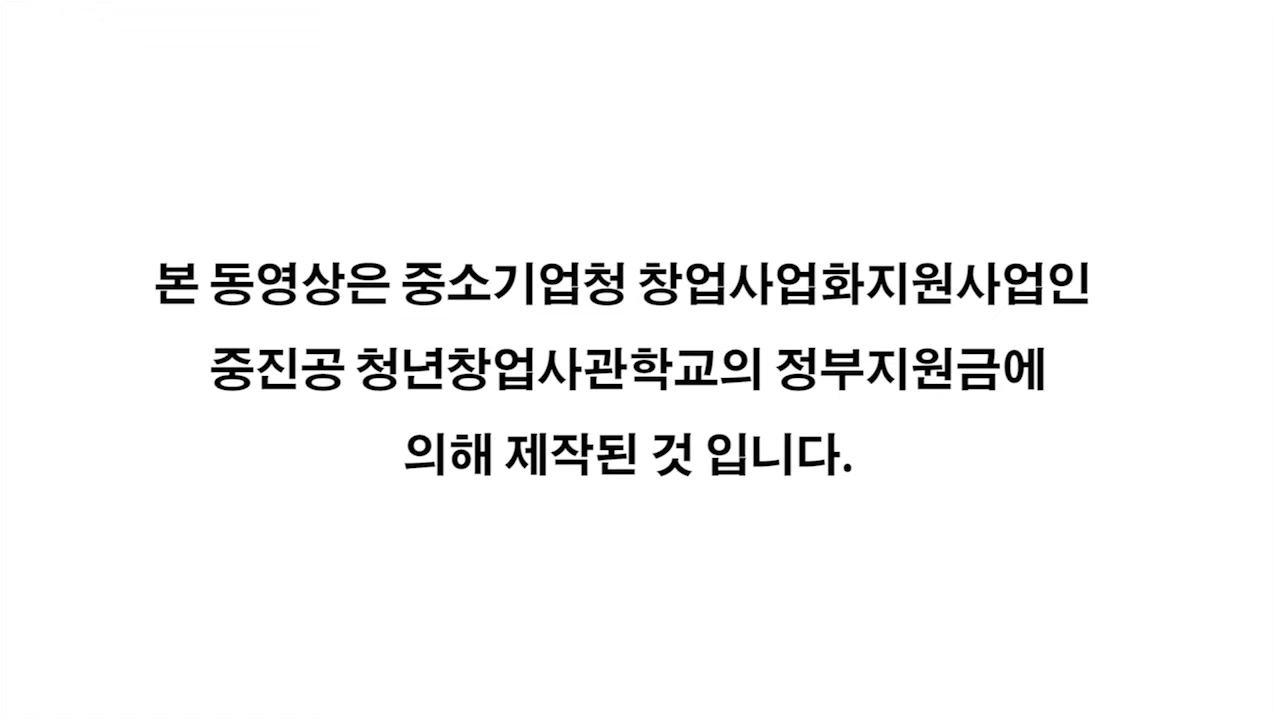 본 동영상은 중소기업청 창업사업화지원사업인
중진공 청년창업사관학교의 정부지원금에
의해 제작된 것 입니다.